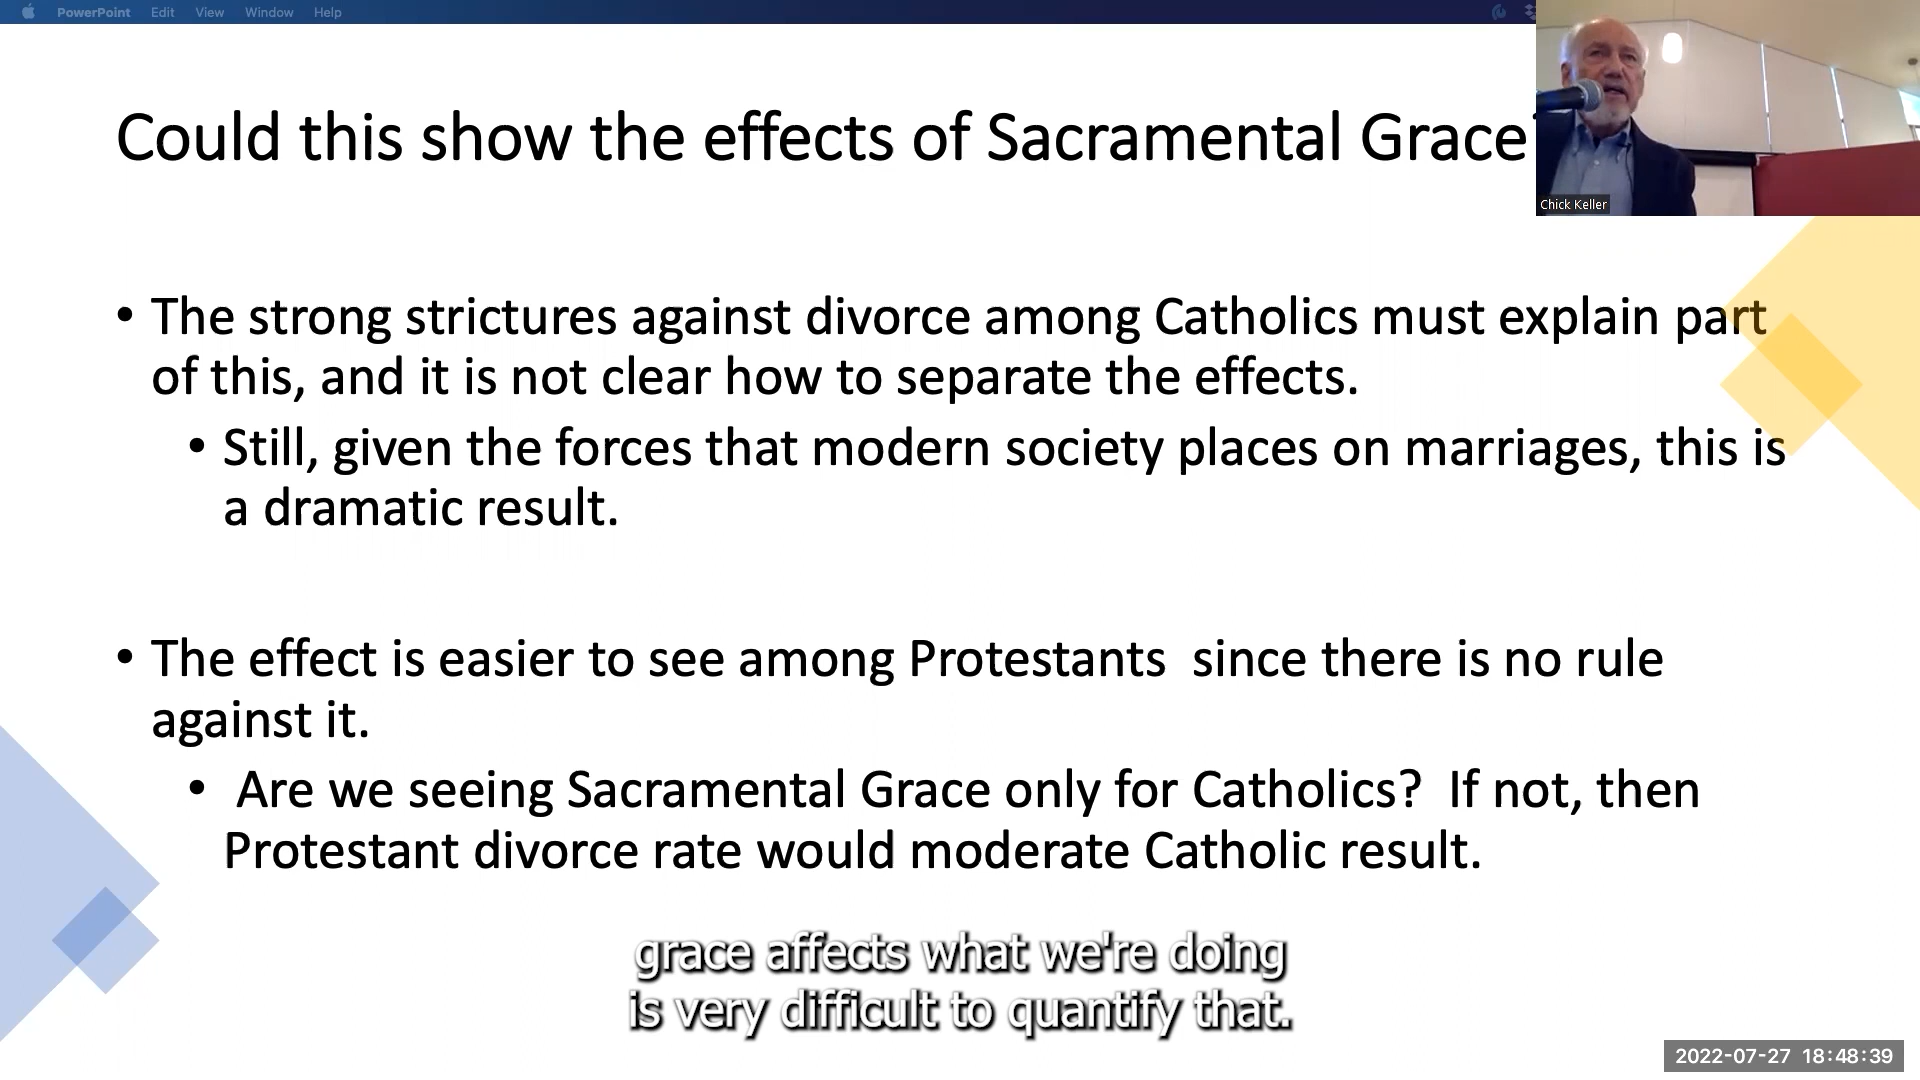 PowerPoint Edit View Window Help
Could this show the effects of Sacramental Grace
Chick Keller
• The strong strictures against divorce among Catholics must explain part
of this, and it is not clear how to separate the effects.
• Still, given the forces that modern society places on marriages, this is
a dramatic result.
• The effect is easier to see among Protestants  since there is no rule
against it.
• Are we seeing Sacramental Grace only for Catholics?  If not, then
Protestant divorce rate would moderate Catholic result.
grace affects what we're doing
is very difficult to quantify that.
2022-07-27 18:48:39